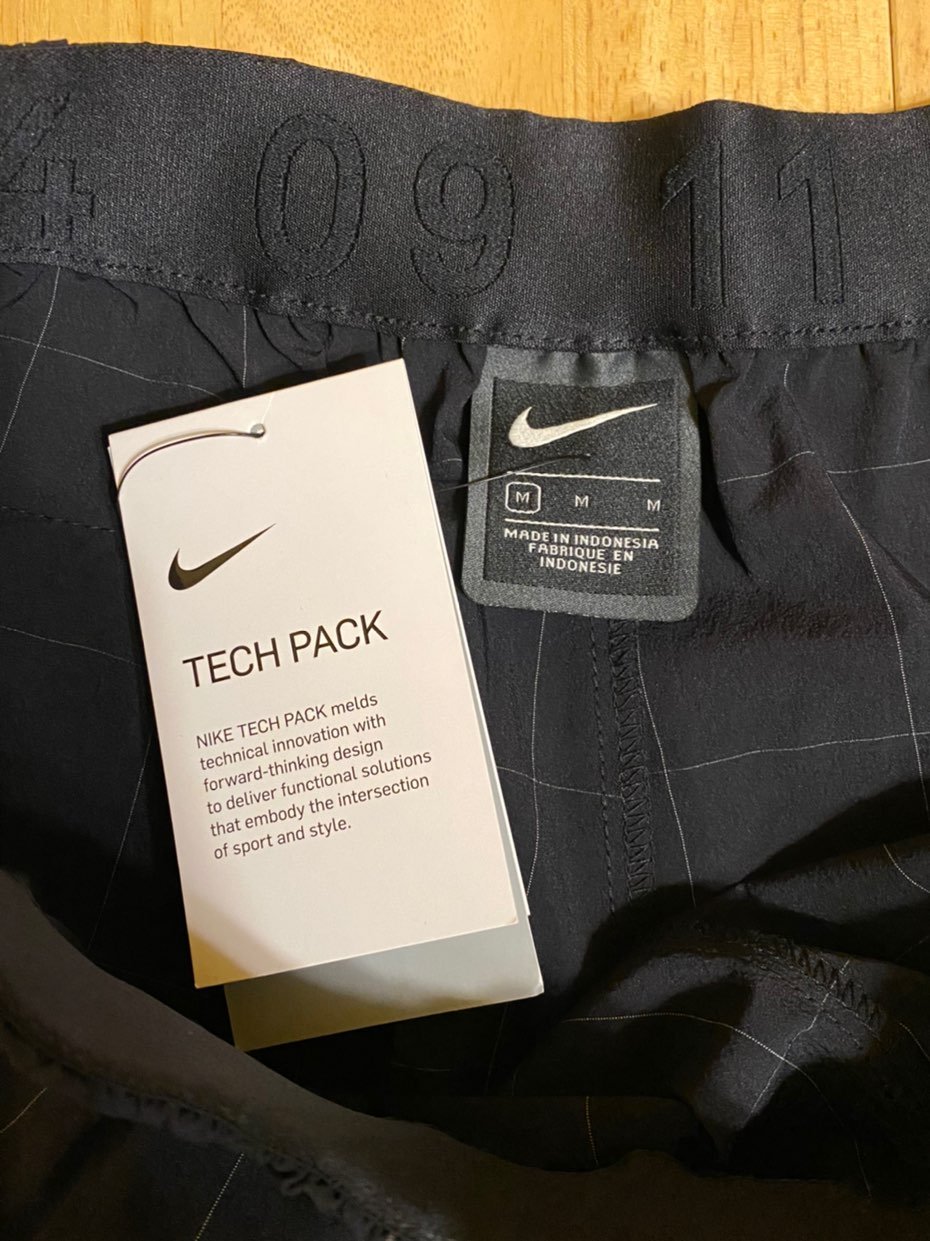 4 09 11
TECH PACK
NIKE TECH PACK melds
technical innovation with
forward-thinking design
to deliver functional solutions
that embody the intersection
of sport and style.
M M M
MADE IN INDONESIA
FABRIQUE EN
INDONESIE